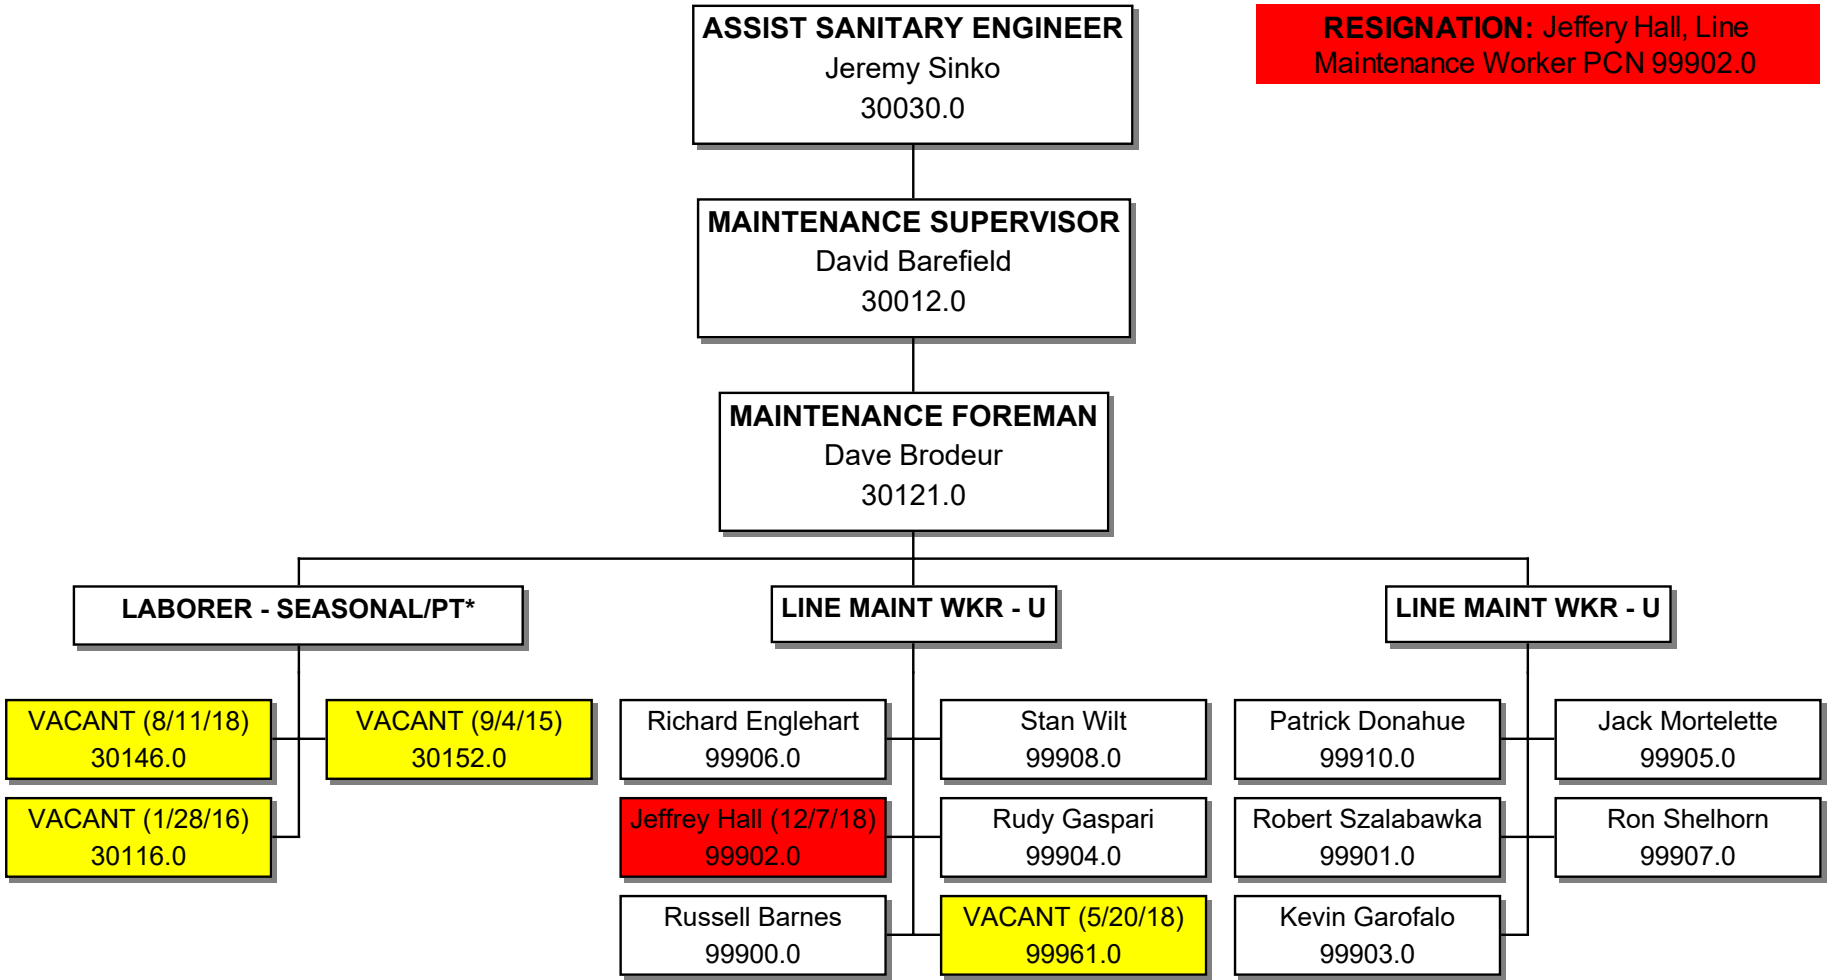 ASSIST SANITARY ENGINEER
Jeremy Sinko
30030.0
RESIGNATION: Jeffery Hall, Line
Maintenance Worker PCN 99902.0
MAINTENANCE SUPERVISOR
David Barefield
30012.0
MAINTENANCE FOREMAN
Dave Brodeur
30121.0
LABORER - SEASONAL/PT*
VACANT (8/11/18)
30146.0
VACANT (9/4/15)
30152.0
VACANT (1/28/16)
30116.0
LINE MAINT WKR - U
Richard Englehart
99906.0
Stan Wilt
99908.0
Jeffrey Hall (12/7/18)
99902.0
Rudy Gaspari
99904.0
Russell Barnes
99900.0
VACANT (5/20/18)
99961.0
LINE MAINT WKR - U
Patrick Donahue
99910.0
Jack Mortelette
99905.0
Robert Szalabawka
99901.0
Ron Shelhorn
99907.0
Kevin Garofalo
99903.0